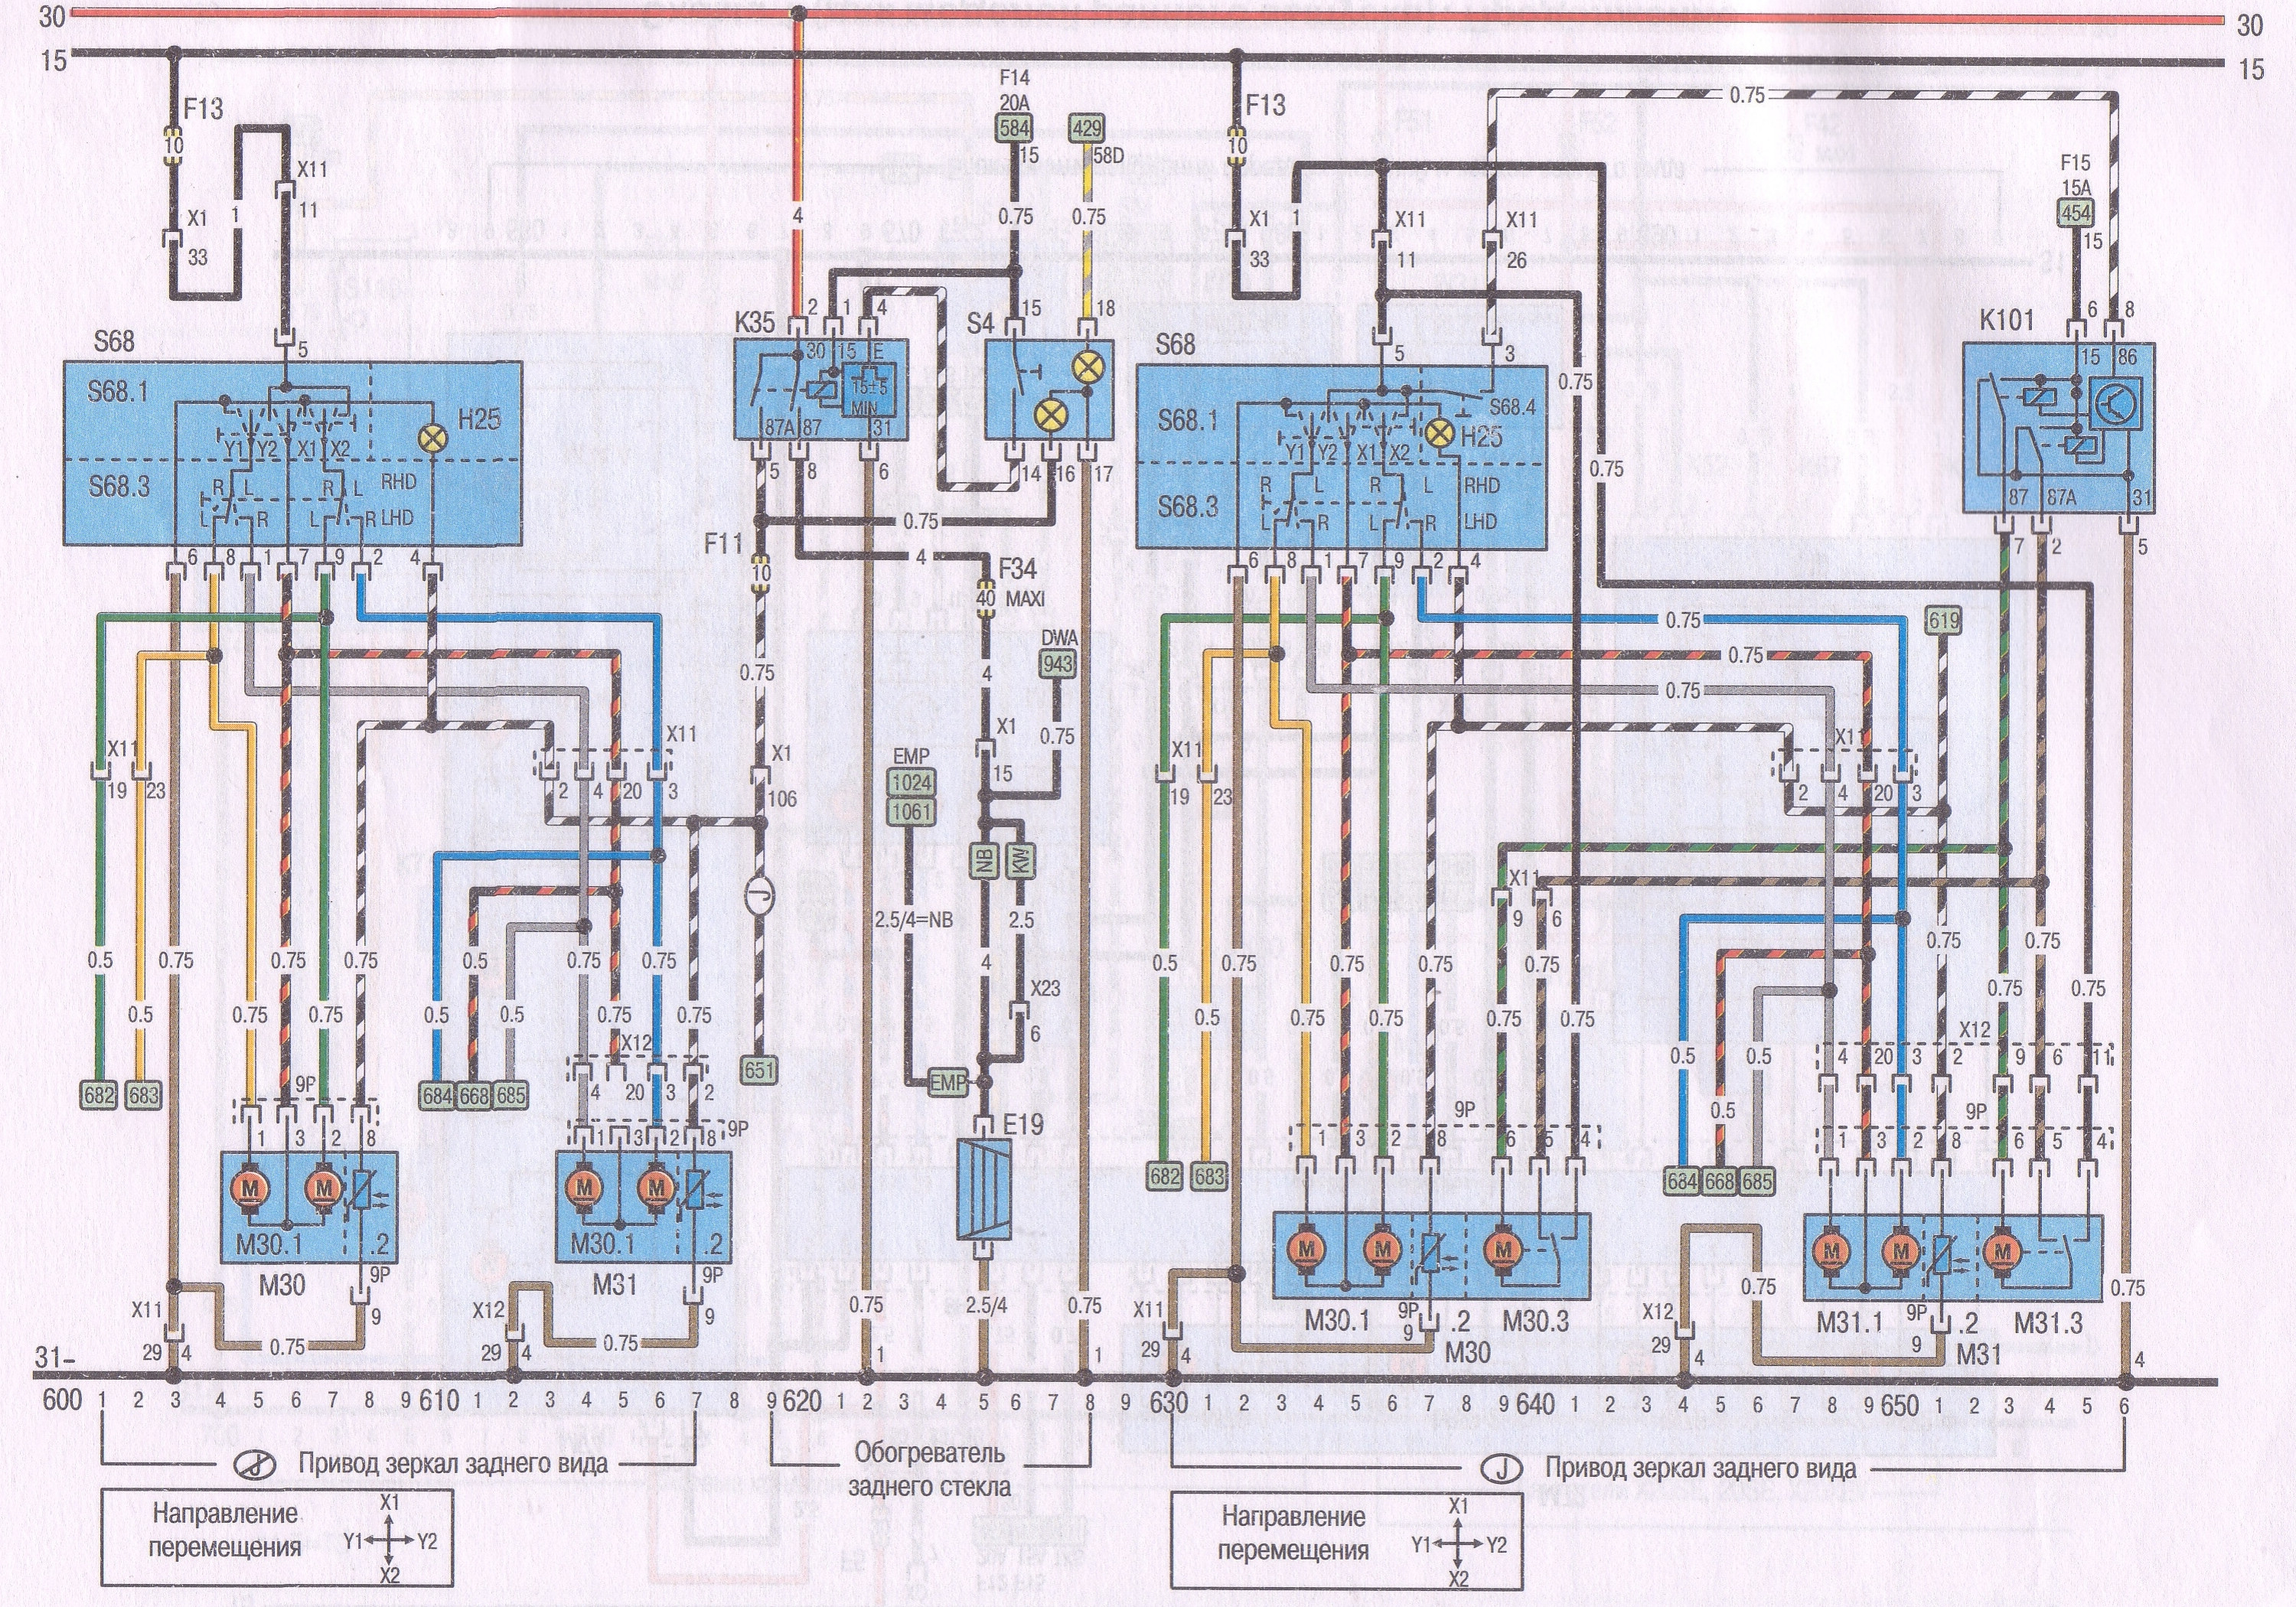 30 30
15 15
F13
10
X1
33
1
X11
11
5
S68
S68.1
H25
Y1 Y2 X1 X2
S68.3
R L R L RHD
L R L R LHD
6 8 1 7 9 2 4
X11
19 23
X11
2 4 20 3
0.5 0.75 0.75 0.75 0.75 0.75
0.5 0.75 0.75
0.5 0.5 0.75 0.75
0.5 0.5 0.75 0.75
682 683
684 668 685
X12
4 20 3 2
9P
1 3 2 8
M M
M30.1 .2
M30
9P
9
9P
1 3 2 8
M M
M30.1 .2
M31
9P
9
X11
29 4
0.75
X12
29 4
0.75
4
K35
2 1 4
30 15 E
15±5
MIN
87A 87 31
5 8 6
F14
20A
584
15
0.75
429
58D
0.75
S4
15 18
14 16 17
0.75
F11
10
0.75
X1
106
J
651
4
F34
40 MAXI
4
DWA
943
0.75
X1
15
NB KW
EMP
1024
1061
2.5/4=NB
4
2.5
X23
6
EMP
E19
0.75
2.5/4
0.75
1 1
F13
10
X1
33
1
X11
11
X11
26
0.75
0.75
0.75
5 3
S68
S68.1
S68.4
H25
Y1 Y2 X1 X2
S68.3
R L R L RHD
L R L R LHD
6 8 1 7 9 2 4
F15
15A
454
15
K101
6 8
15 86
87 87A 31
7 2 5
0.75
0.75
0.75
619
X11
19 23
X11
2 4 20 3
X11
9 6
0.5 0.75 0.75 0.75 0.75 0.75
0.5 0.75 0.75 0.75 0.75
0.75 0.75
0.75 0.75
0.5 0.5
0.5
682 683
684 668 685
X12
4 20 3 2 9 6 11
9P
1 3 2 8 6 5 4
9P
1 3 2 8 6 5 4
M M M
M30.1 9P .2 M30.3
9
M30
M M M
M31.1 9P .2 M31.3
9
M31
X11
29 4
X12
29 4
0.75
0.75
4
31-
600 1 2 3 4 5 6 7 8 9 610 1 2 3 4 5 6 7 8 9 620 1 2 3 4 5 6 7 8 9 630 1 2 3 4 5 6 7 8 9 640 1 2 3 4 5 6 7 8 9 650 1 2 3 4 5 6
J Привод зеркал заднего вида
Обогреватель
заднего стекла
J Привод зеркал заднего вида
Направление
перемещения
X1
Y1 Y2
X2
Направление
перемещения
X1
Y1 Y2
X2